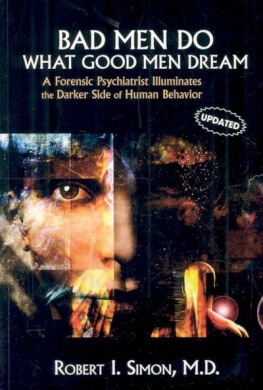 BAD MEN DO
WHAT GOOD MEN DREAM
A Forensic Psychiatrist Illuminates
the Darker Side of Human Behavior
UPDATED
ROBERT I. SIMON, M.D.